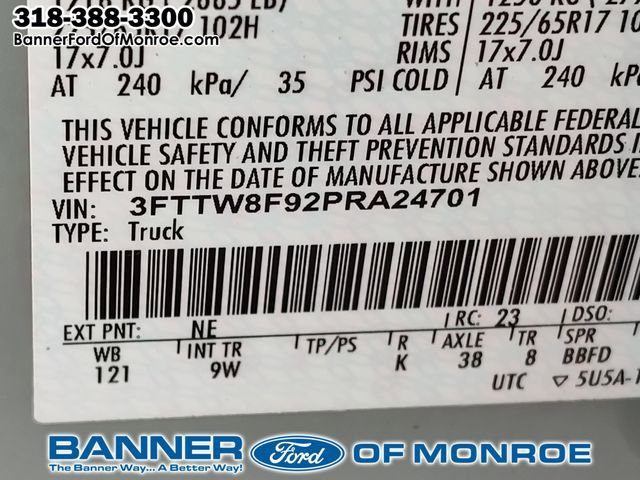 318-388-3300
BannerFordOfMonroe.com
WITH
TIRES 225/65R17
102H
17x7.0J
RIMS 17x7.0J
AT 240 kPa/ 35 PSI COLD AT 240
THIS VEHICLE CONFORMS TO ALL APPLICABLE FEDERAL
VEHICLE SAFETY AND THEFT PREVENTION STANDARDS IN
EFFECT ON THE DATE OF MANUFACTURE SHOWN ABOVE.
VIN: 3FTTW8F92PRA24701
TYPE: Truck
EXT PNT: NE RC: 23 DSO:
WB INT TR TP/PS R AXLE TR SPR
121 9W K 38 8 BBFD
UTC ▽ 5U5A-1
BANNER Ford OF MONROE
The Banner Way... A Better Way!